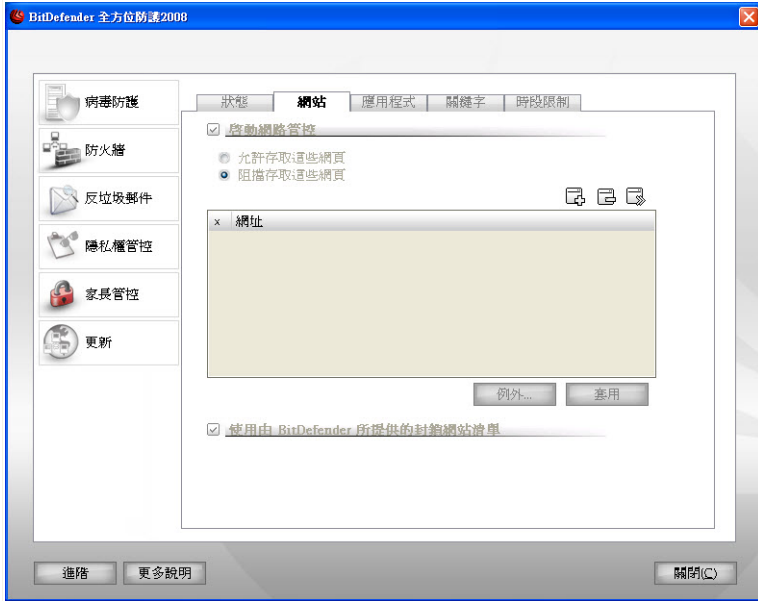 BitDefender 全方位防護2008
病毒防護
防火牆
反垃圾郵件
隱私權管控
家長管控
更新
狀態 網站 應用程式 關鍵字 時段限制
啓動網路管控
允許存取這些網頁
阻擋存取這些網頁
x 網址
例外... 套用
使用由 BitDefender 所提供的封鎖網站清單
進階 更多說明 關閉(C)